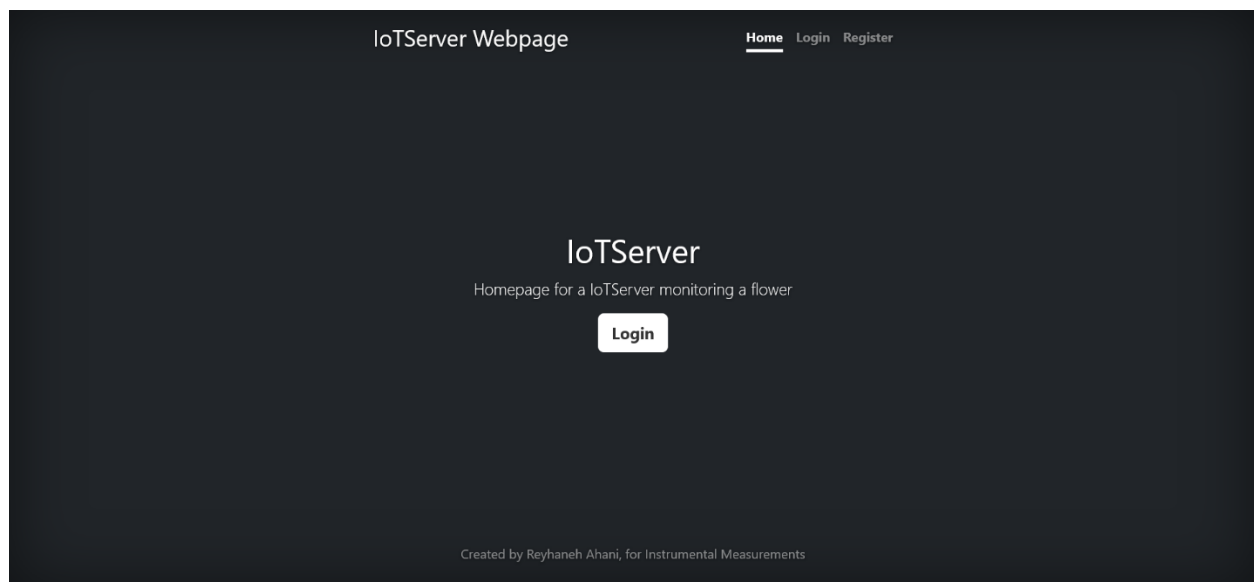 IoTServer Webpage
Home Login Register
IoTServer
Homepage for a IoTServer monitoring a flower
Login
Created by Reyhaneh Ahani, for Instrumental Measurements